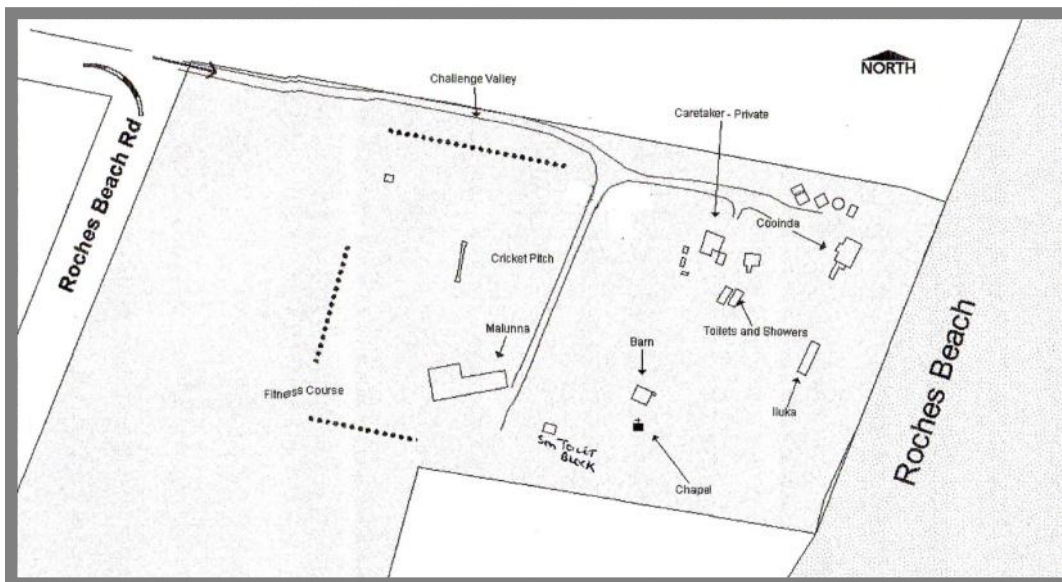 NORTH
Challenge Valley
Caretaker - Private
Roches Beach Rd
Cooinda
Cricket Pitch
Malunna
Toilets and Showers
Barn
Fitness Course
Iluka
Roches Beach
Sm TOILET
BLOCK
Chapel